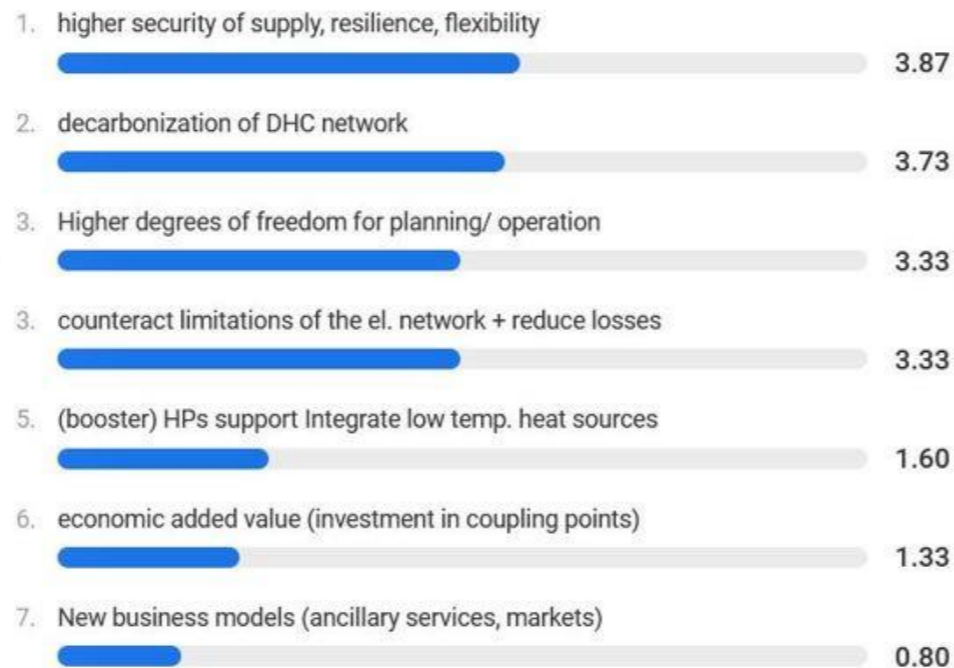 1. higher security of supply, resilience, flexibility
3.87
2. decarbonization of DHC network
3.73
3. Higher degrees of freedom for planning/ operation
3.33
3. counteract limitations of the el. network + reduce losses
3.33
5. (booster) HPs support Integrate low temp. heat sources
1.60
6. economic added value (investment in coupling points)
1.33
7. New business models (ancillary services, markets)
0.80